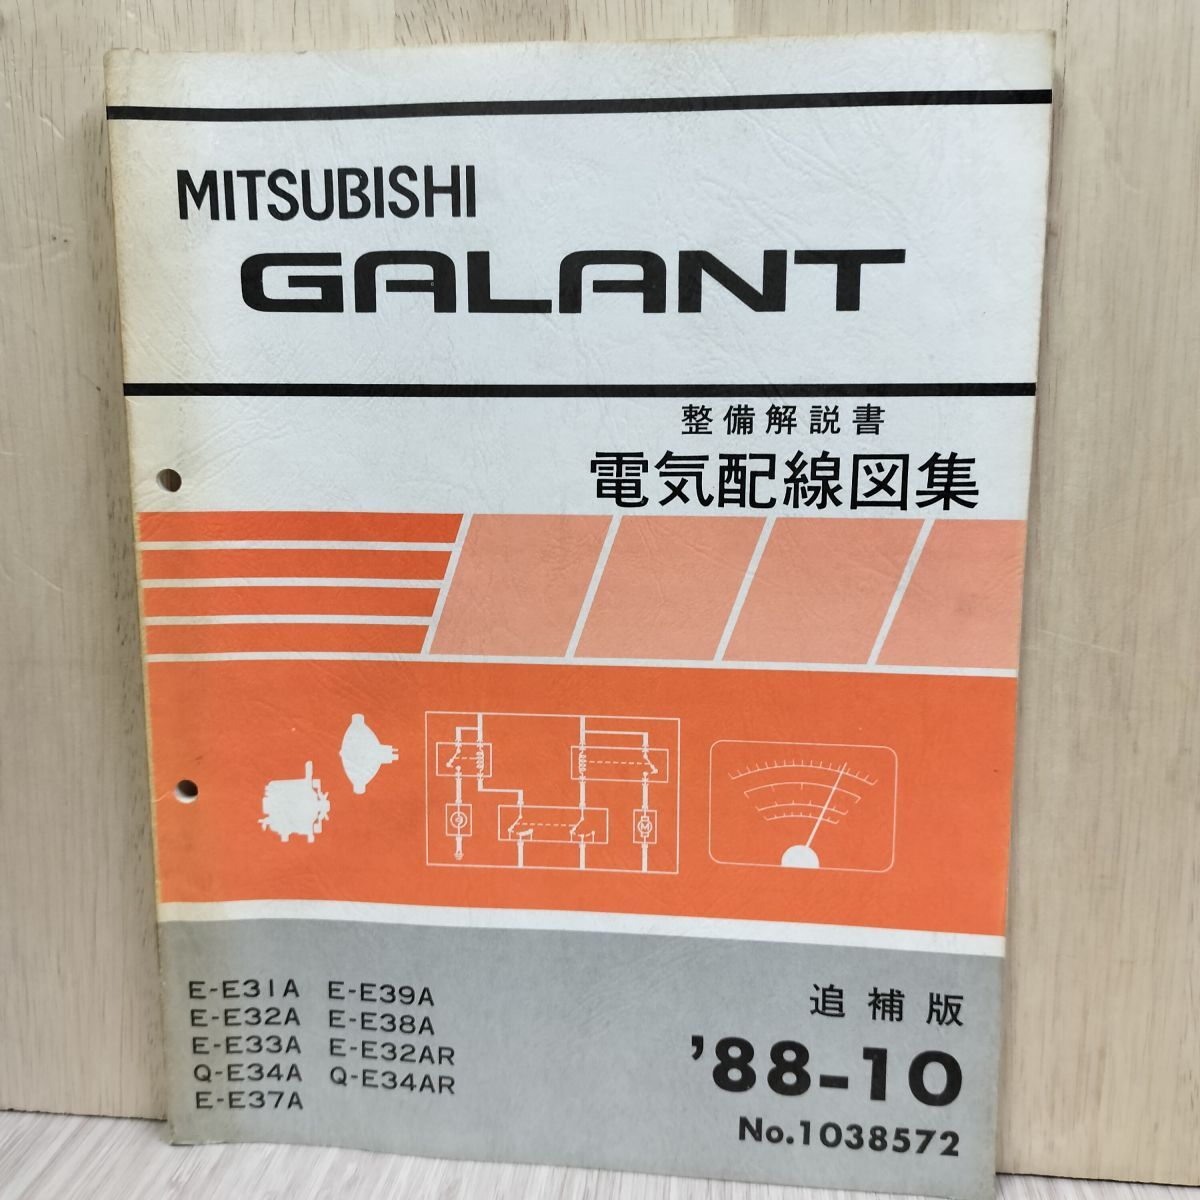 MITSUBISHI
GALANT
整備解説書
電気配線図集
M
E-E31A E-E39A
E-E32A E-E38A
E-E33A E-E32AR
Q-E34A Q-E34AR
E-E37A
追補版
'88-10
No.1038572